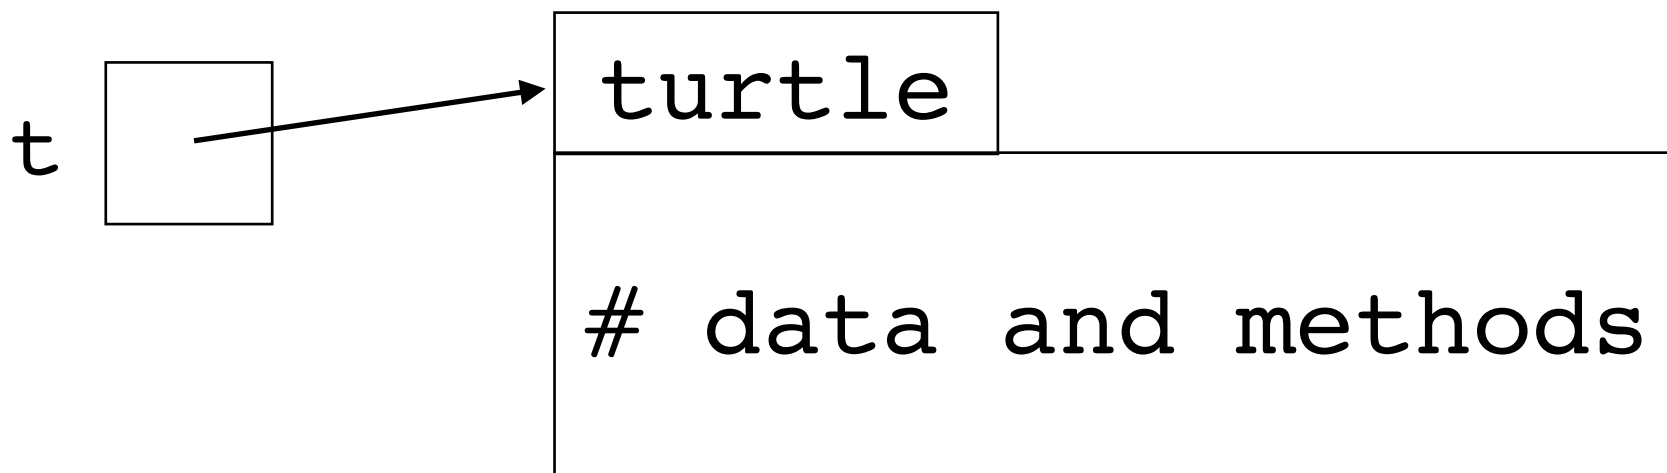 turtle
t
# data and methods